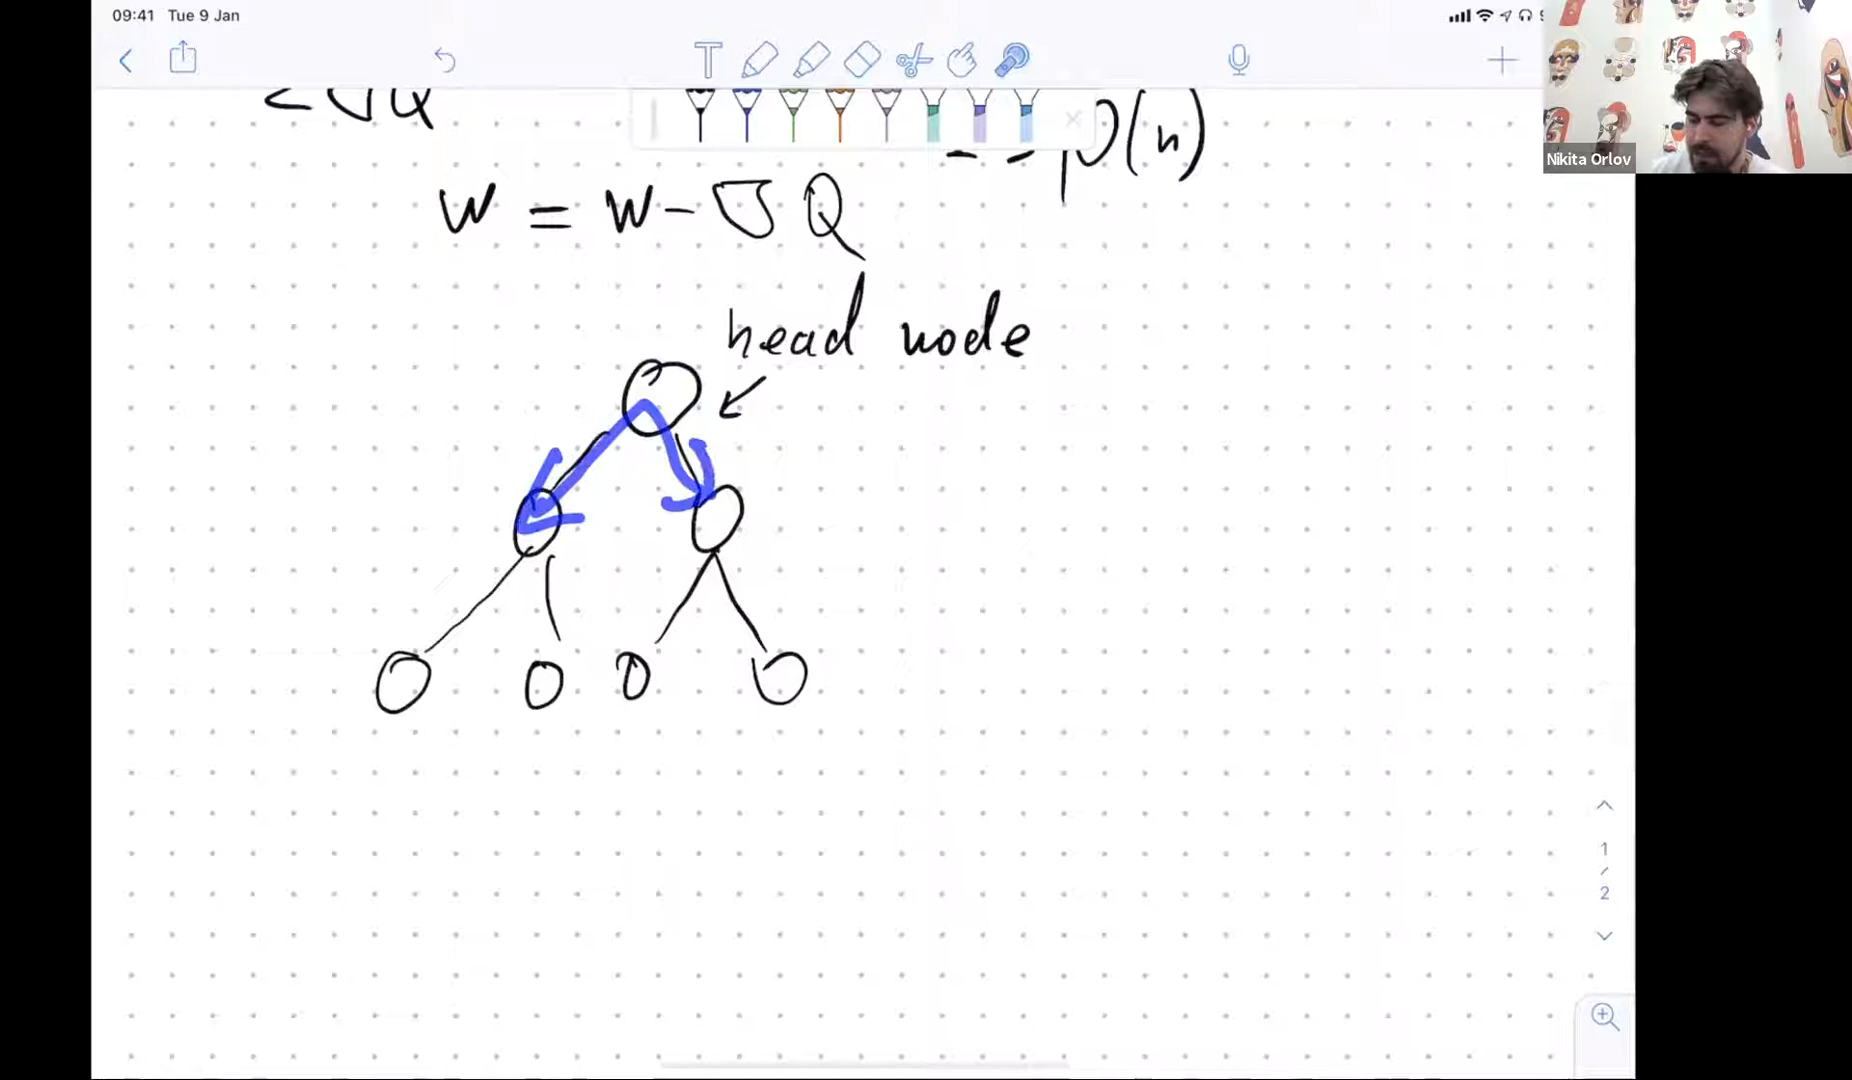 09:41 Tue 9 Jan
T
Nikita Orlov
∇Q
p(n)
W = W - ∇Q
head node
1
/
2